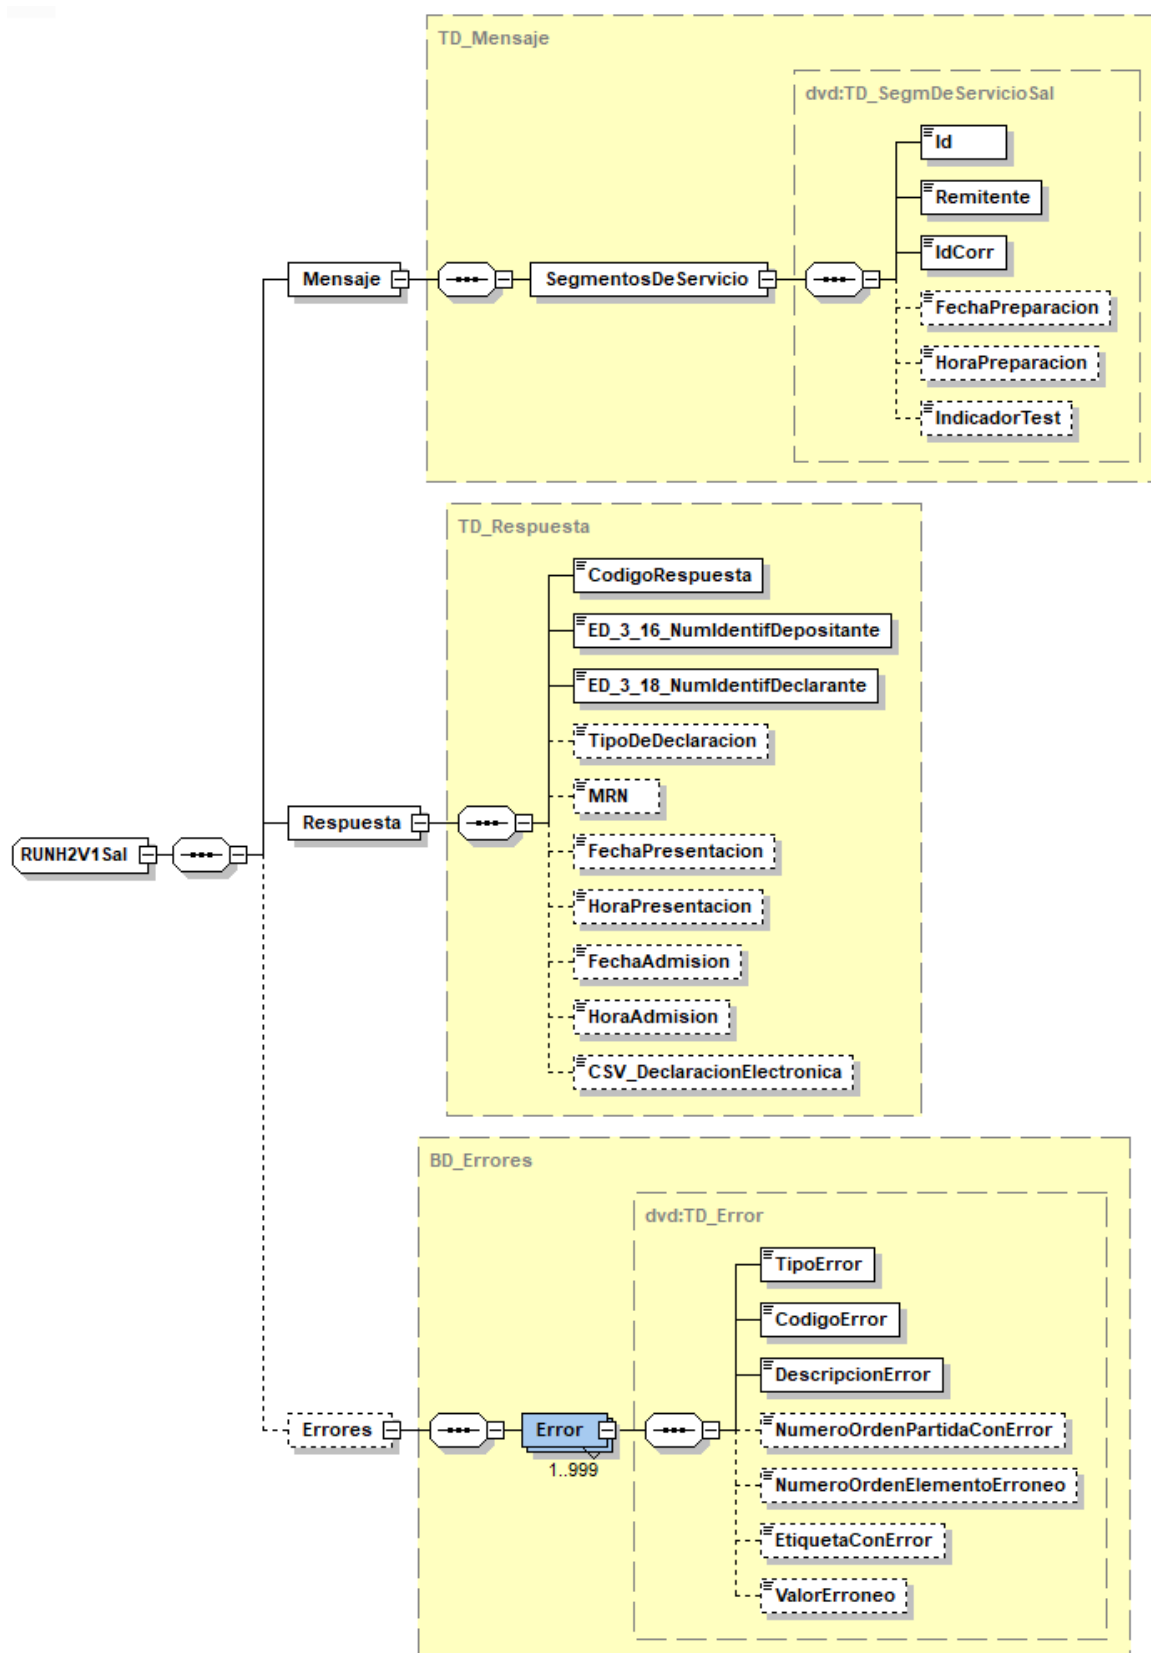 TD_Mensaje
dvd:TD_SegmDeServicioSal
Id
Remitente
IdCorr
Mensaje
SegmentosDeServicio
FechaPreparacion
HoraPreparacion
IndicadorTest
TD_Respuesta
CodigoRespuesta
ED_3_16_NumIdentifDepositante
ED_3_18_NumIdentifDeclarante
TipoDeDeclaracion
MRN
Respuesta
RUNH2V1Sal
FechaPresentacion
HoraPresentacion
FechaAdmision
HoraAdmision
CSV_DeclaracionElectronica
BD_Errores
dvd:TD_Error
TipoError
CodigoError
DescripcionError
Errores
Error
1..999
NumeroOrdenPartidaConError
NumeroOrdenElementoErroneo
EtiquetaConError
ValorErroneo